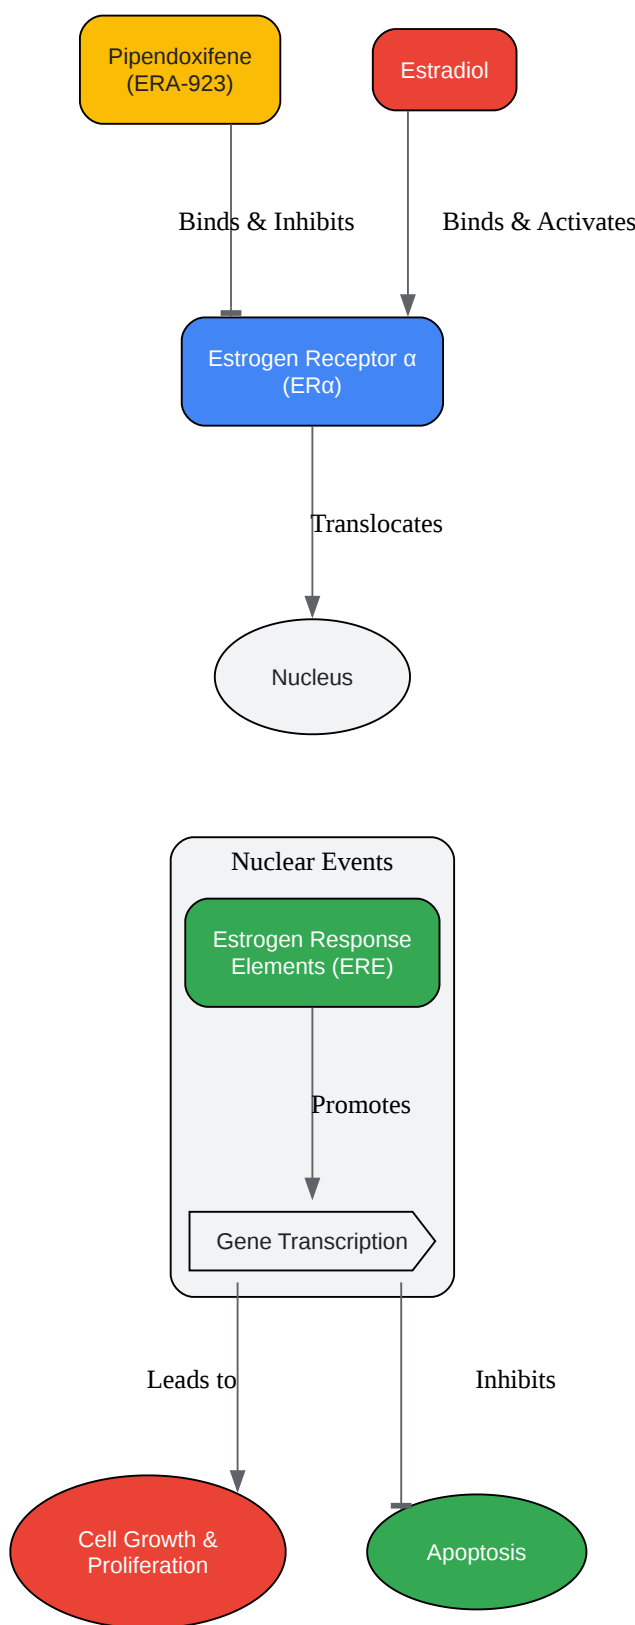 Pipendoxifene
(ERA-923)
Estradiol
Binds & Inhibits
Binds & Activates
Estrogen Receptor α
(ERα)
Translocates
Nucleus
Nuclear Events
Estrogen Response
Elements (ERE)
Promotes
Gene Transcription
Leads to
Inhibits
Cell Growth &
Proliferation
Apoptosis